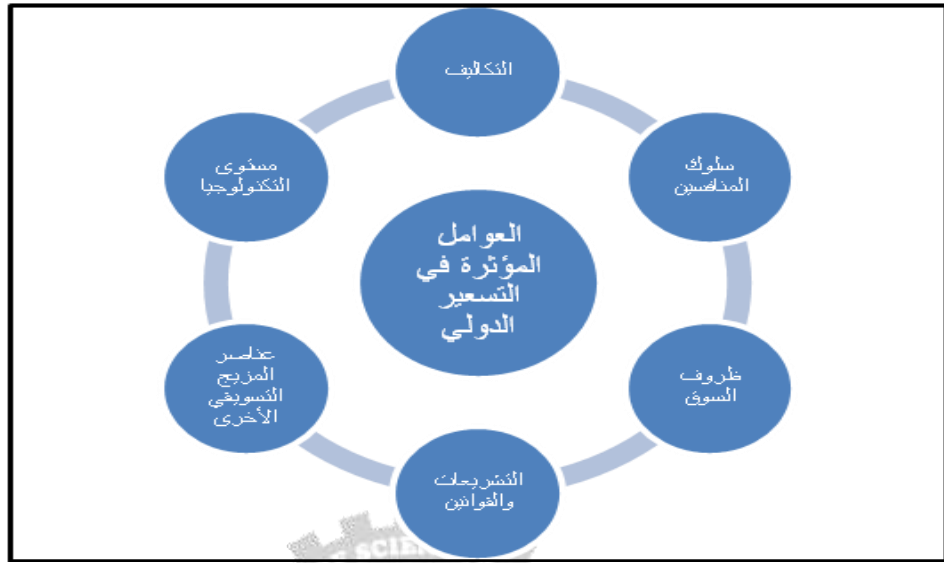 التكاليف
سلوك
المنافسين
ظروف
السوق
التشريعات
والقوانين
عناصر
المزيج
التسويقي
الأخرى
مستوى
التكنولوجيا
العوامل
المؤثرة في
التسعير
الدولي